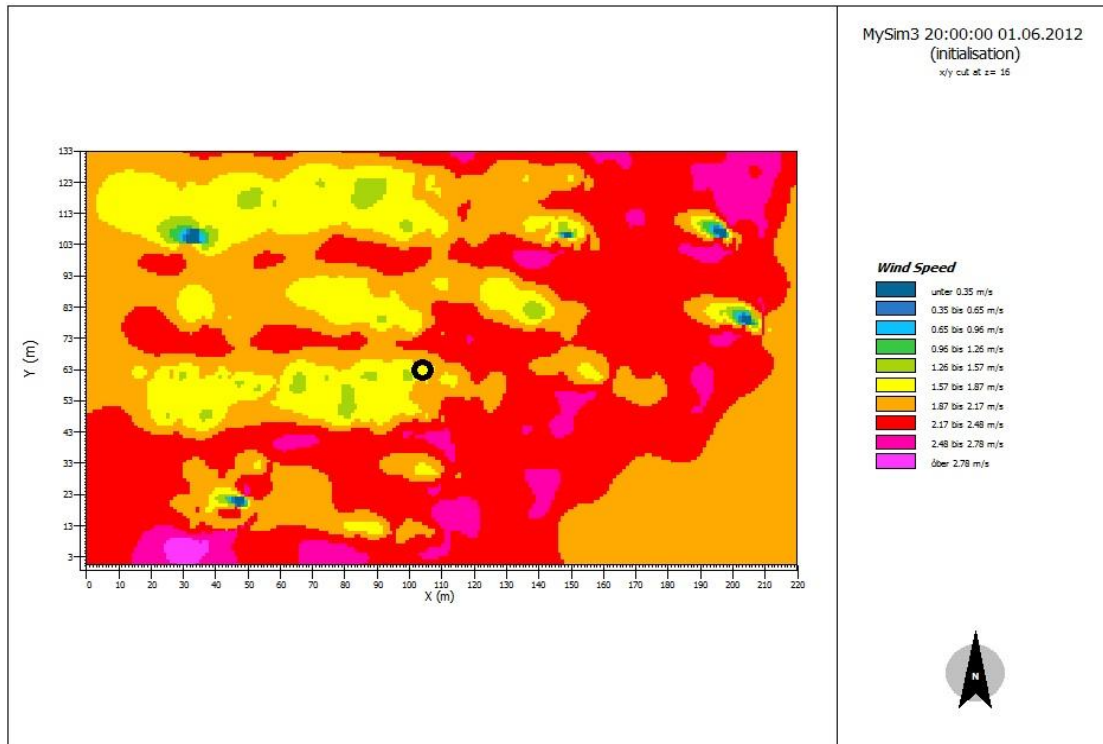 MySim3 20:00:00 01.06.2012
(initialisation)
x/y cut at z= 16
133
123
113
103
93
83
73
63
53
43
33
23
13
3
Y (m)
0 10 20 30 40 50 60 70 80 90 100 110 120 130 140 150 160 170 180 190 200 210 220
X (m)
Wind Speed
unter 0.35 m/s
0.35 bis 0.65 m/s
0.65 bis 0.96 m/s
0.96 bis 1.26 m/s
1.26 bis 1.57 m/s
1.57 bis 1.87 m/s
1.87 bis 2.17 m/s
2.17 bis 2.48 m/s
2.48 bis 2.78 m/s
őber 2.78 m/s
N